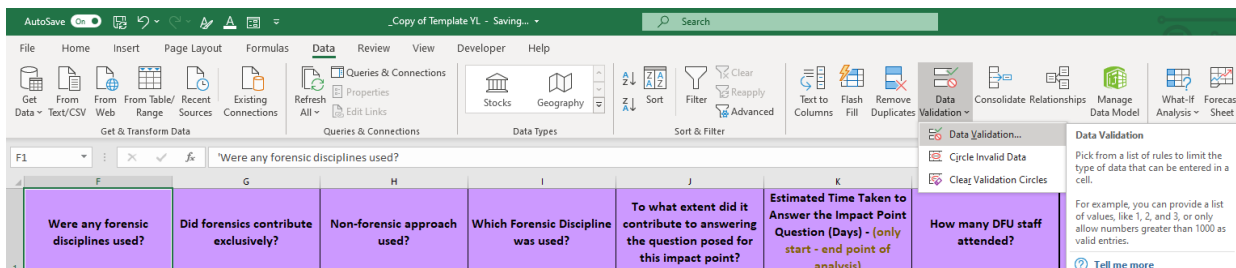 AutoSave On _Copy of Template YL - Saving... Search
File Home Insert Page Layout Formulas Data Review View Developer Help
Queries & Connections Clear
Properties Reapply
Get From From From Table/ Recent Existing Refresh Edit Links Stocks Geography Sort Filter Advanced Text to Flash Remove Data Consolidate Relationships Manage What-If Forecas
Data Text/CSV Web Range Sources Connections All Columns Fill Duplicates Validation Data Model Analysis Sheet
Get & Transform Data Queries & Connections Data Types Sort & Filter
Data Validation...
Circle Invalid Data
Clear Validation Circles
Data Validation
Pick from a list of rules to limit the
type of data that can be entered in a
cell.
For example, you can provide a list
of values, like 1, 2, and 3, or only
allow numbers greater than 1000 as
valid entries.
Tell me more
F1 fx 'Were any forensic disciplines used?
F G H I J K
Were any forensic
disciplines used?
Did forensics contribute
exclusively?
Non-forensic approach
used?
Which Forensic Discipline
was used?
To what extent did it
contribute to answering
the question posed for
this impact point?
Estimated Time Taken to
Answer the Impact Point
Question (Days) - (only
start - end point of
analysis)
How many DFU staff
attended?